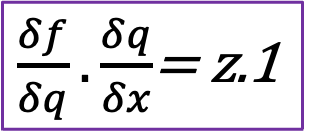 δf/δq . δq/δx = z.1